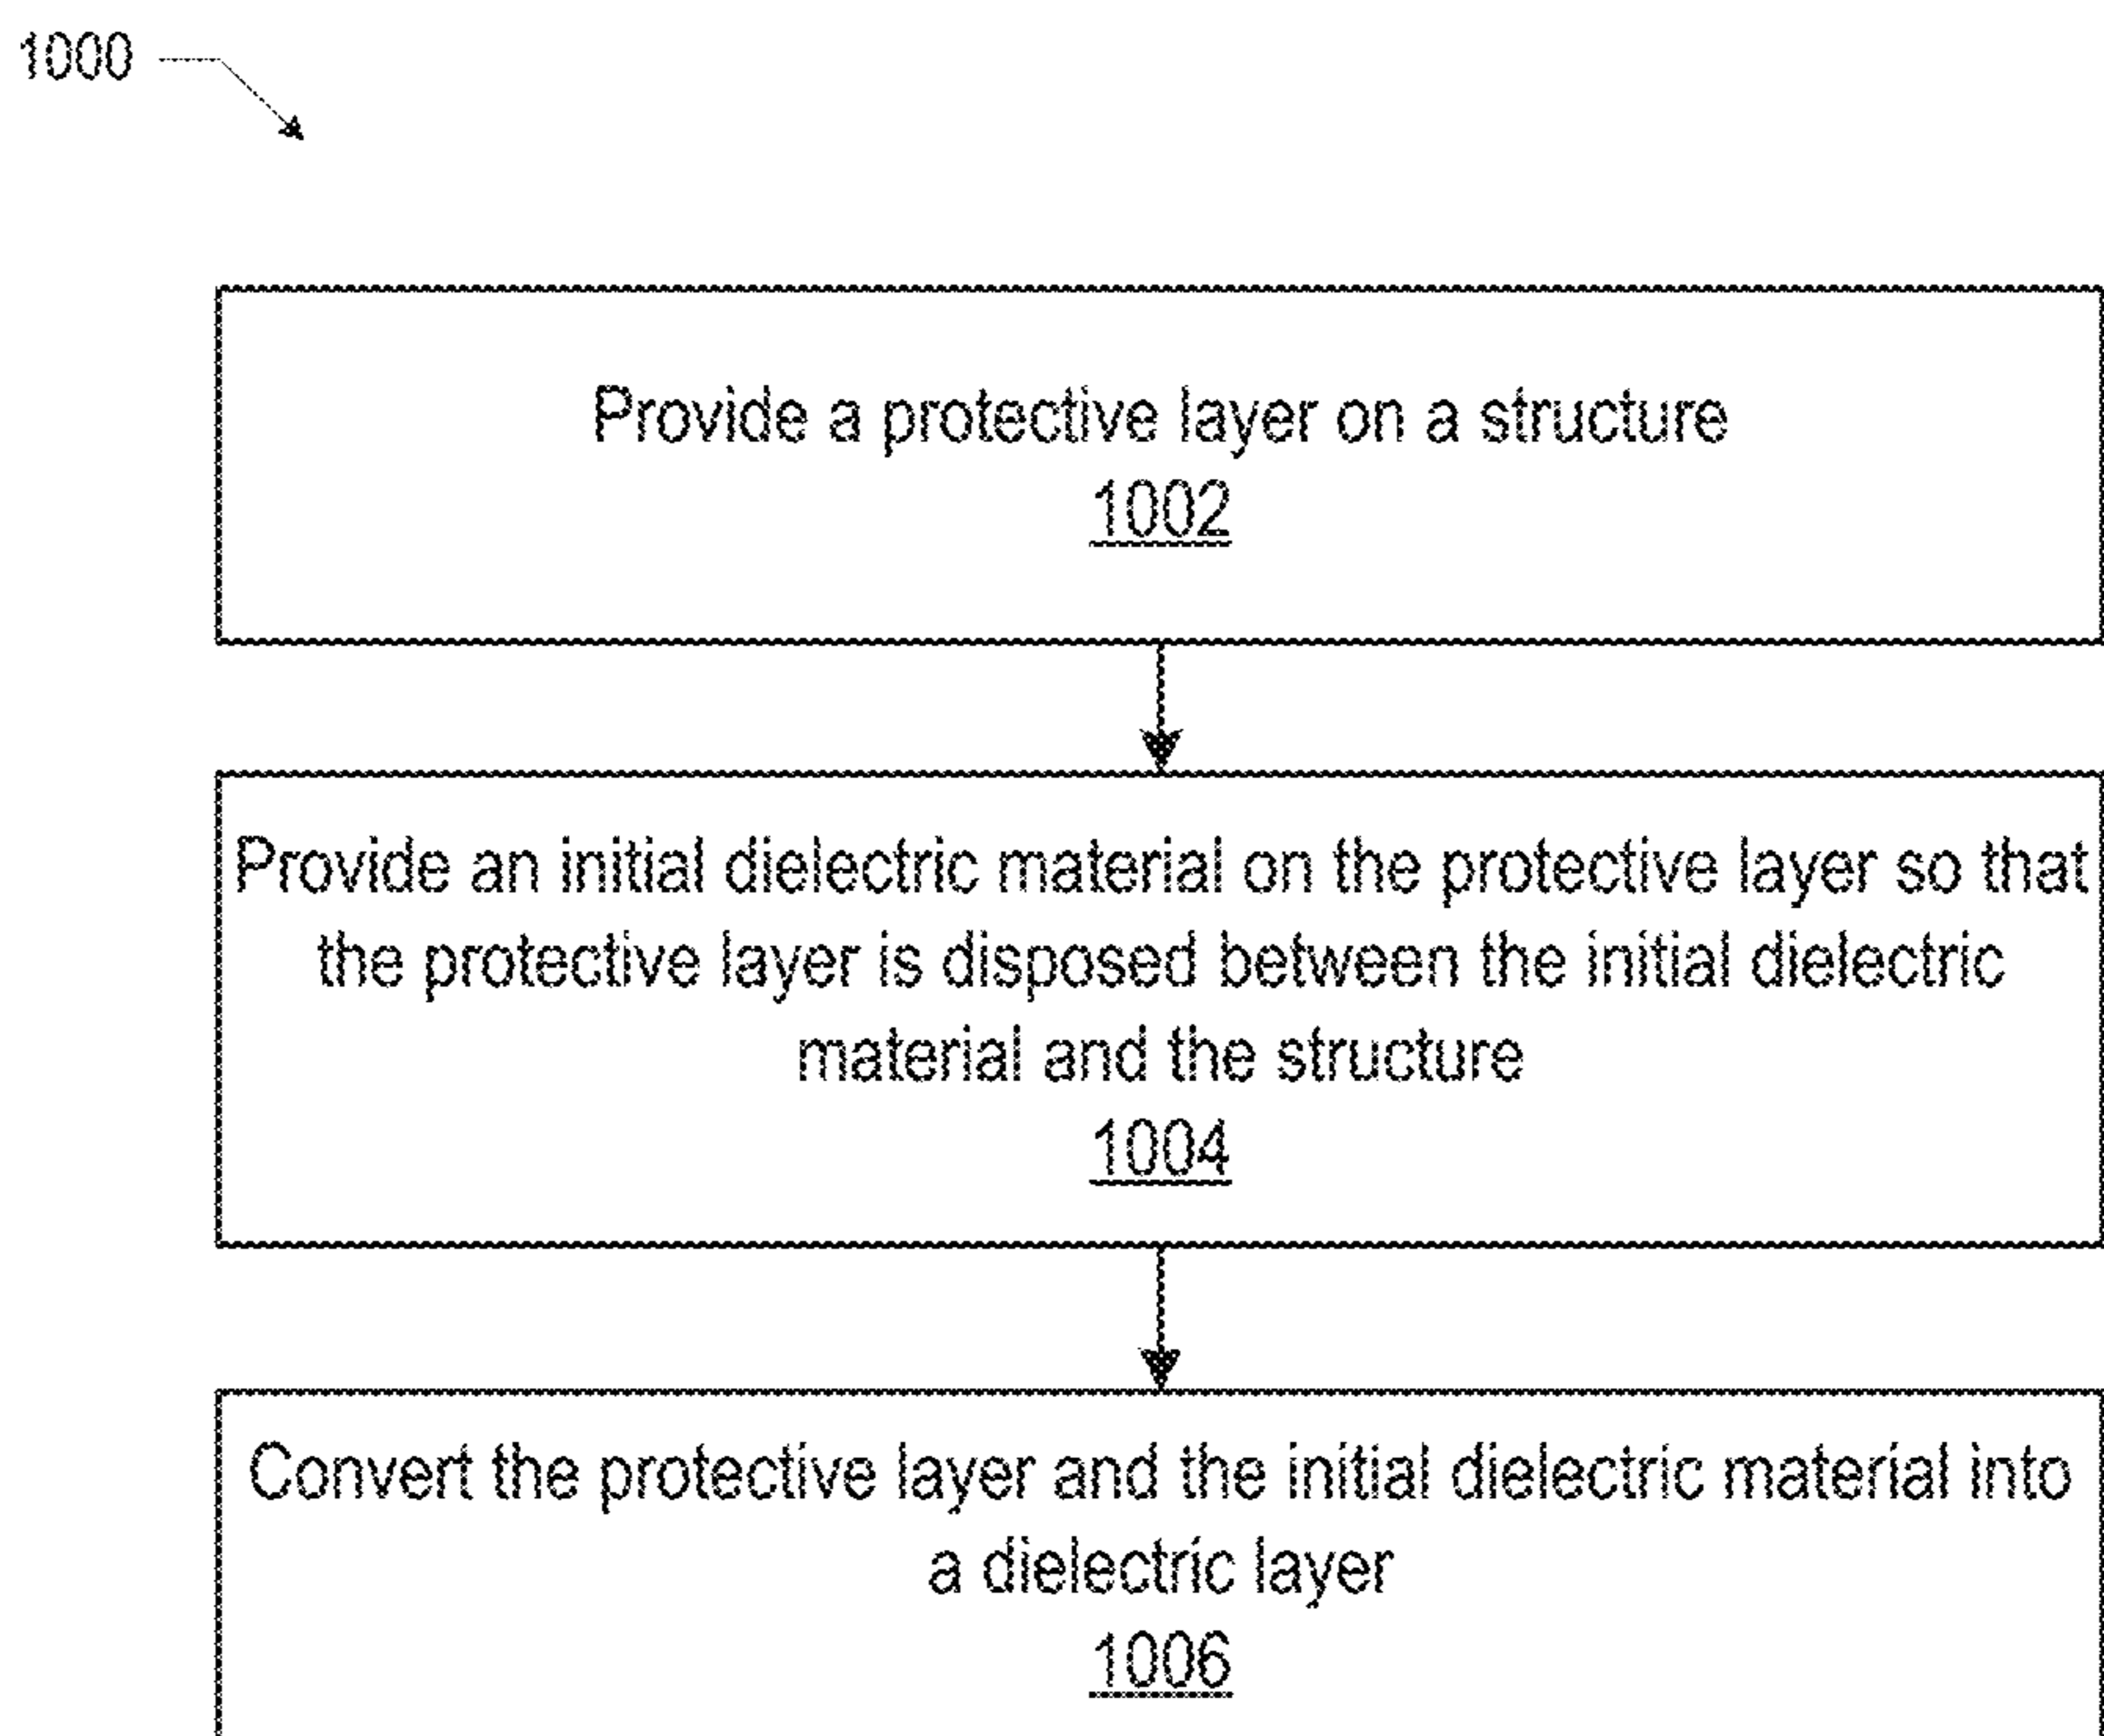 1000
Provide a protective layer on a structure
1002
Provide an initial dielectric material on the protective layer so that
the protective layer is disposed between the initial dielectric
material and the structure
1004
Convert the protective layer and the initial dielectric material into
a dielectric layer
1006